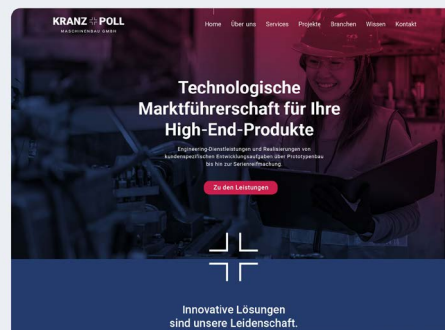 KRANZ POLL
MASCHINENBAU GMBH
Home Über uns Services Projekte Branchen Wissen Kontakt
Technologische
Marktführerschaft für Ihre
High-End-Produkte
Engineering-Dienstleistungen und Realisierungen von
kundenspezifischen Entwicklungsaufgaben über Prototypenbau
bis hin zur Serienreifmachung
Zu den Leistungen
Innovative Lösungen
sind unsere Leidenschaft.